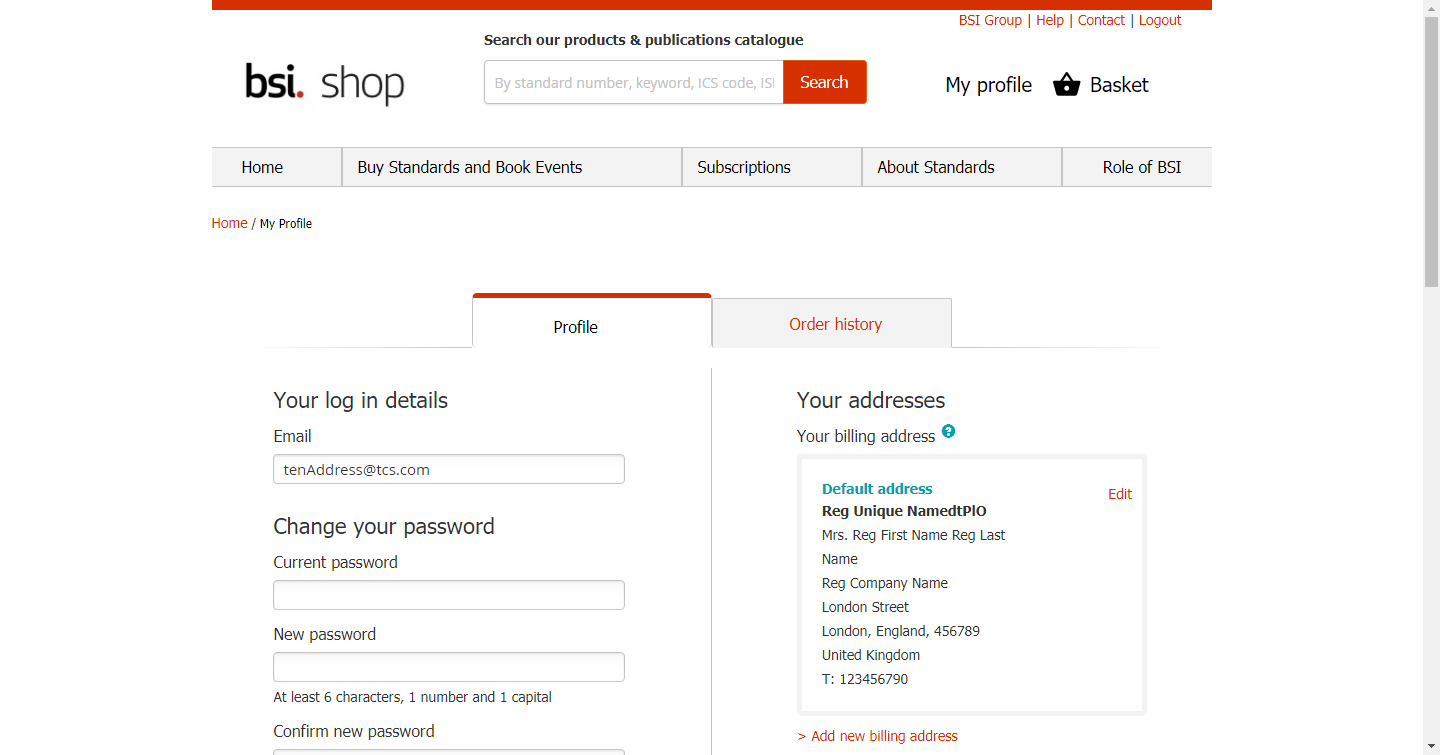 BSI Group | Help | Contact | Logout
Search our products & publications catalogue
bsi. shop
By standard number, keyword, ICS code, ISI
Search
My profile
Basket
Home
Buy Standards and Book Events
Subscriptions
About Standards
Role of BSI
Home / My Profile
Profile
Order history
Your log in details
Email
tenAddress@tcs.com
Change your password
Current password
New password
At least 6 characters, 1 number and 1 capital
Confirm new password
Your addresses
Your billing address ?
Default address
Edit
Reg Unique NamedtPlO
Mrs. Reg First Name Reg Last
Name
Reg Company Name
London Street
London, England, 456789
United Kingdom
T: 123456790
> Add new billing address